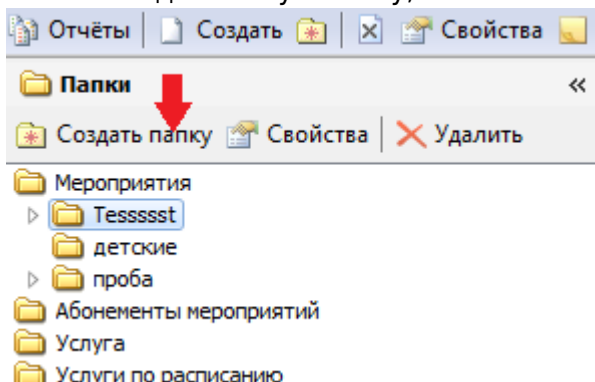 Отчёты Создать Свойства
Папки «
Создать папку Свойства Удалить
Мероприятия
Tessssst
детские
проба
Абонементы мероприятий
Услуга
Услуги по расписанию